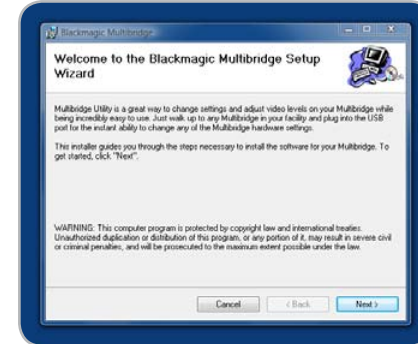 Blackmagic Multibridge
Welcome to the Blackmagic Multibridge Setup
Wizard
Multibridge Utility is a great way to change settings and adjust video levels on your Multibridge while
being incredibly easy to use. Just walk up to any Multibridge in your facility and plug into the USB
port for the instant ability to change any of the Multibridge hardware settings.
This installer guides you through the steps necessary to install the software for your Multibridge. To
get started, click "Next".
WARNING: This computer program is protected by copyright law and international treaties.
Unauthorized duplication or distribution of this program, or any portion of it, may result in severe civil
or criminal penalties, and will be prosecuted to the maximum extent possible under the law.
Cancel
< Back
Next >